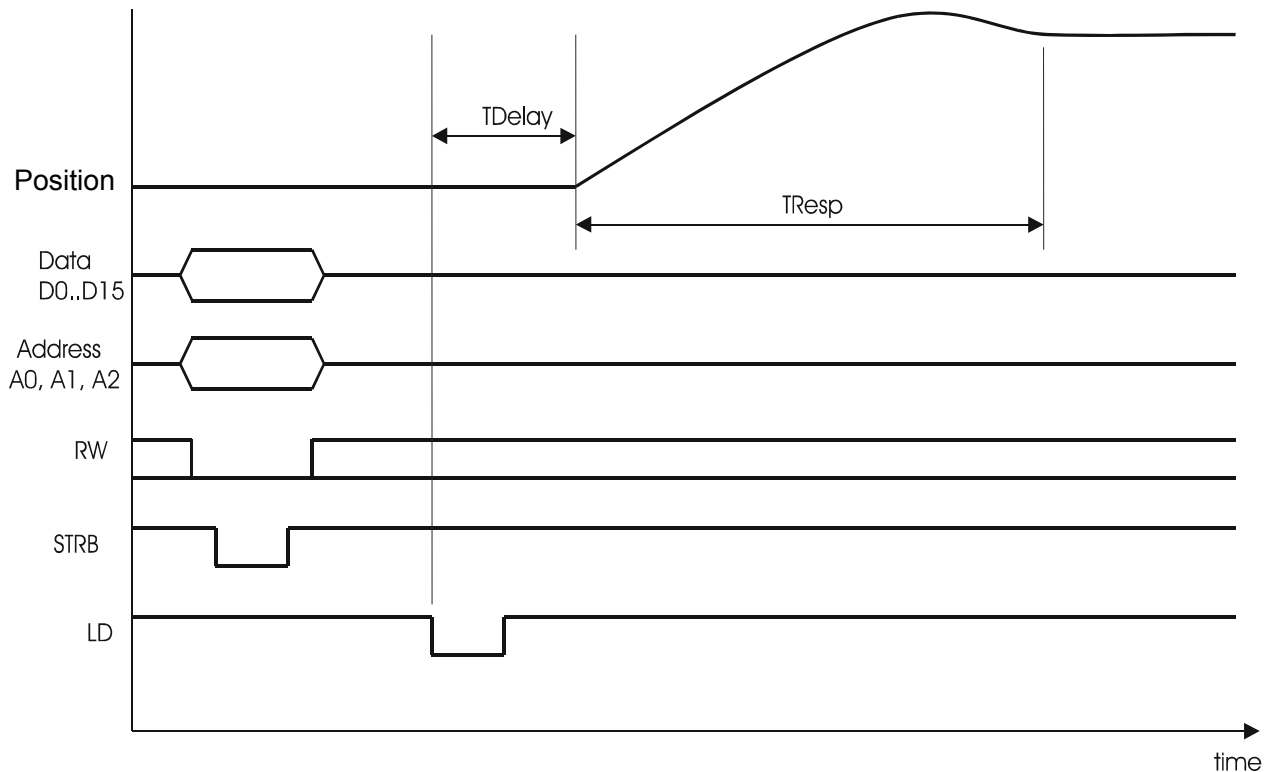 TDelay
Position
TResp
Data
D0..D15
Address
A0, A1, A2
RW
STRB
LD
time